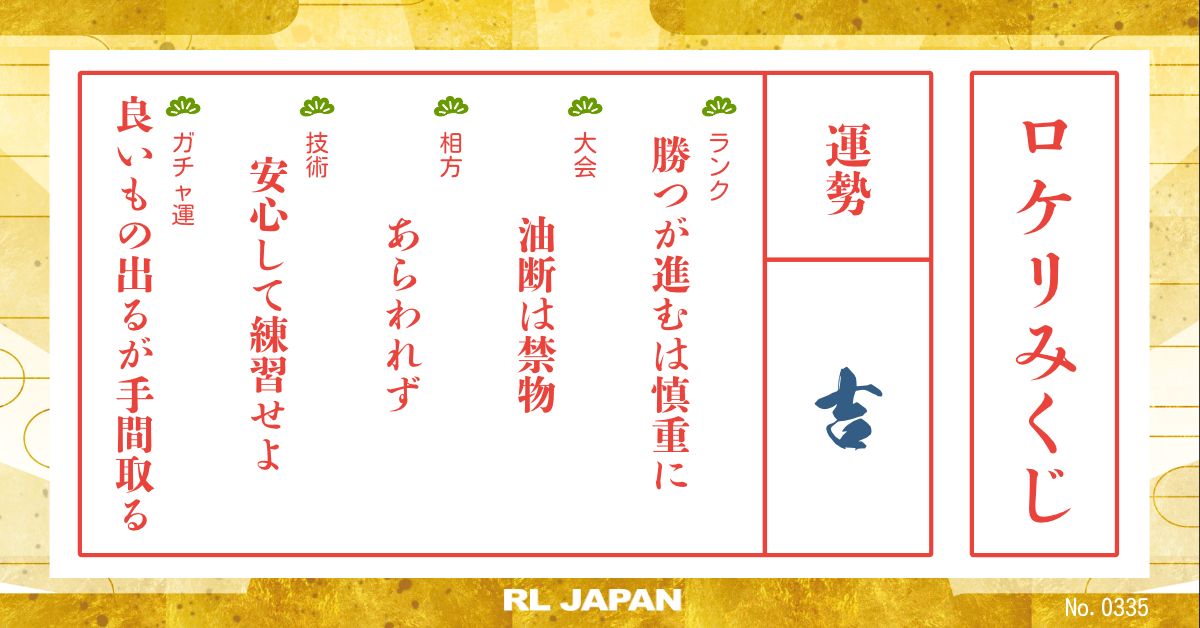 ロケリみくじ
運勢
吉
ランク
勝つが進むは慎重に
大会
油断は禁物
相方
あらわれず
技術
安心して練習せよ
ガチャ運
良いもの出るが手間取る
RL JAPAN
No. 0335